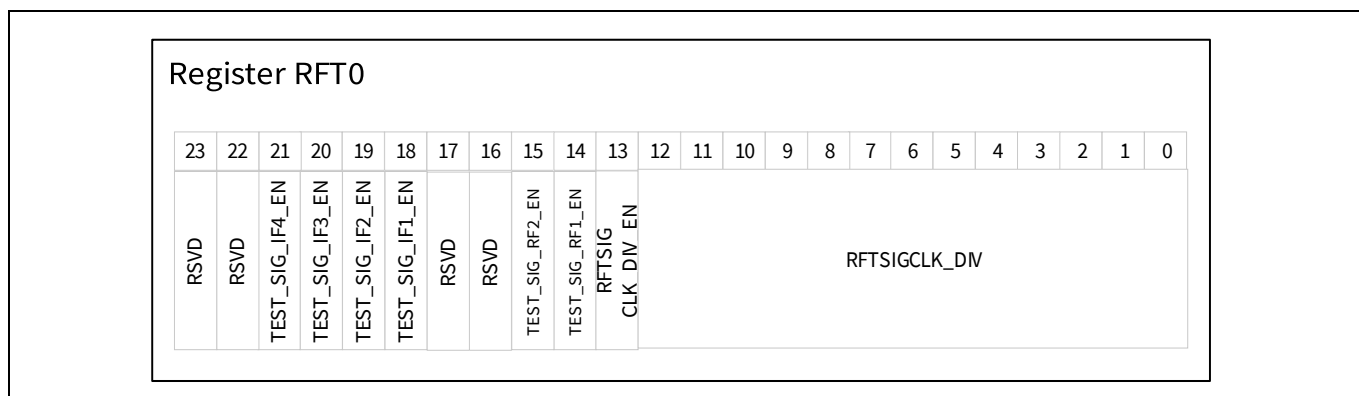 Register RFT0
23 22 21 20 19 18 17 16 15 14 13 12 11 10 9 8 7 6 5 4 3 2 1 0
RSVD
RSVD
TEST_SIG_IF4_EN
TEST_SIG_IF3_EN
TEST_SIG_IF2_EN
TEST_SIG_IF1_EN
RSVD
RSVD
TEST_SIG_RF2_EN
TEST_SIG_RF1_EN
RFTSIG
CLK_DIV_EN
RFTSIGCLK_DIV